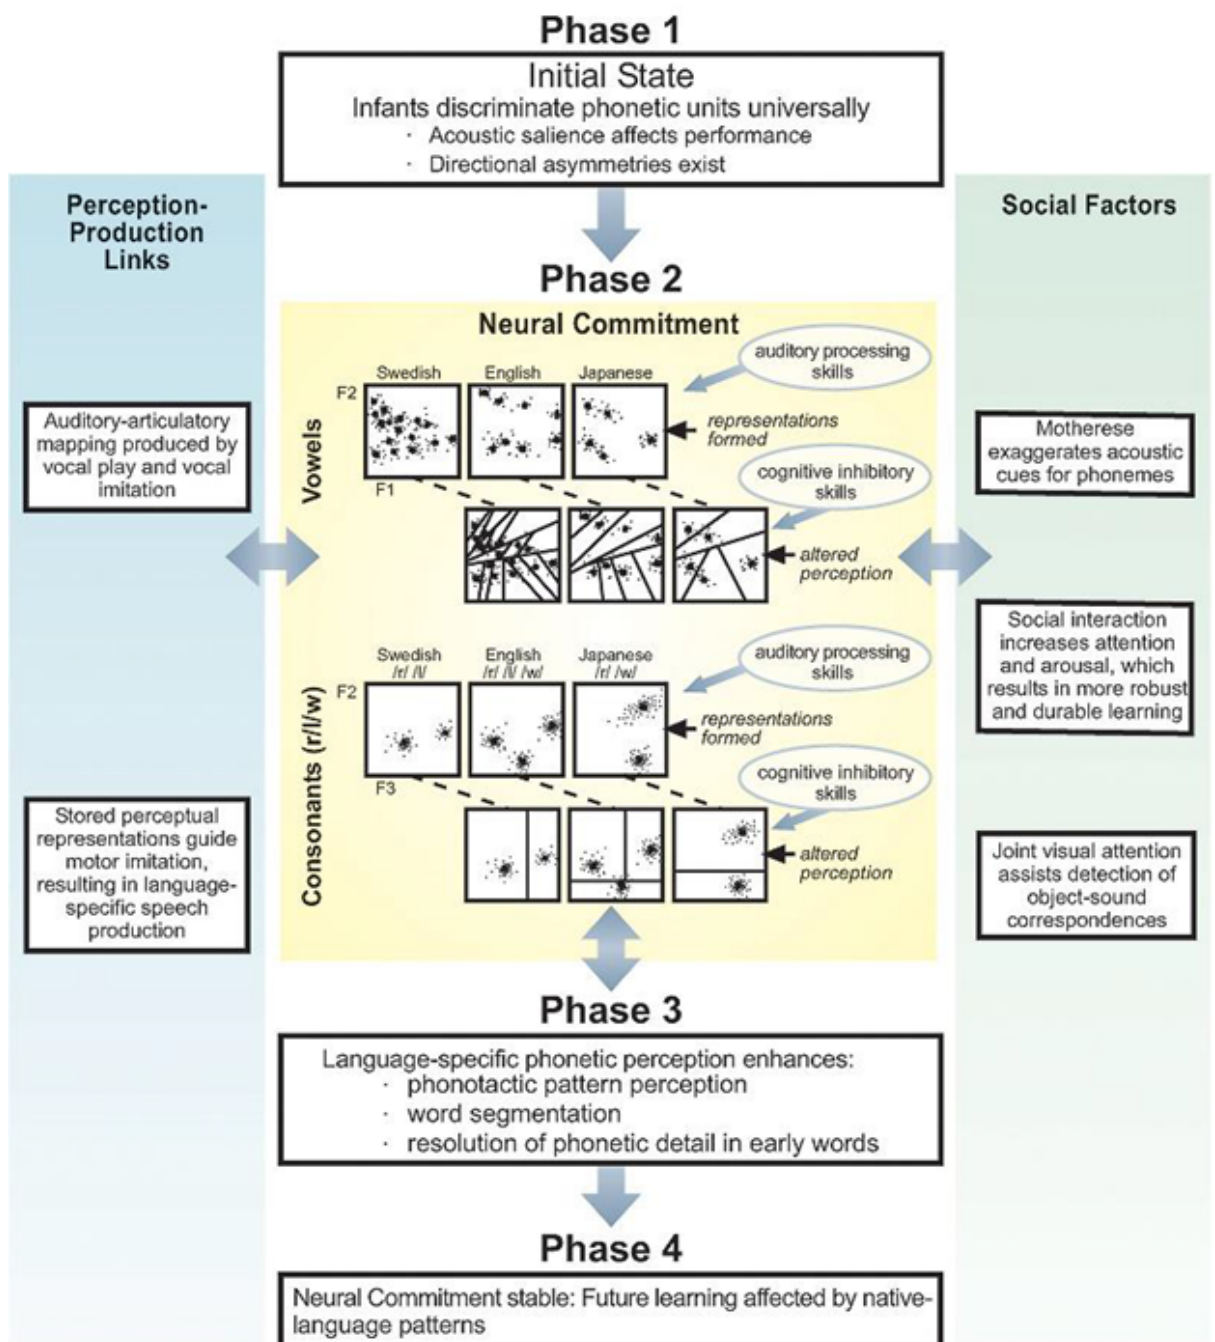 Phase 1
Initial State
Infants discriminate phonetic units universally
· Acoustic salience affects performance
· Directional asymmetries exist
Perception-
Production
Links
Auditory-articulatory
mapping produced by
vocal play and vocal
imitation
Stored perceptual
representations guide
motor imitation,
resulting in language-
specific speech
production
Phase 2
Neural Commitment
Vowels
Swedish
English
Japanese
F2
F1
auditory processing
skills
representations
formed
cognitive inhibitory
skills
altered
perception
Consonants (r/l/w)
Swedish
/r/ /l/
English
/r/ /l/ /w/
Japanese
/r/ /w/
F2
F3
auditory processing
skills
representations
formed
cognitive inhibitory
skills
altered
perception
Social Factors
Motherese
exaggerates acoustic
cues for phonemes
Social interaction
increases attention
and arousal, which
results in more robust
and durable learning
Joint visual attention
assists detection of
object-sound
correspondences
Phase 3
Language-specific phonetic perception enhances:
· phonotactic pattern perception
· word segmentation
· resolution of phonetic detail in early words
Phase 4
Neural Commitment stable: Future learning affected by native-
language patterns